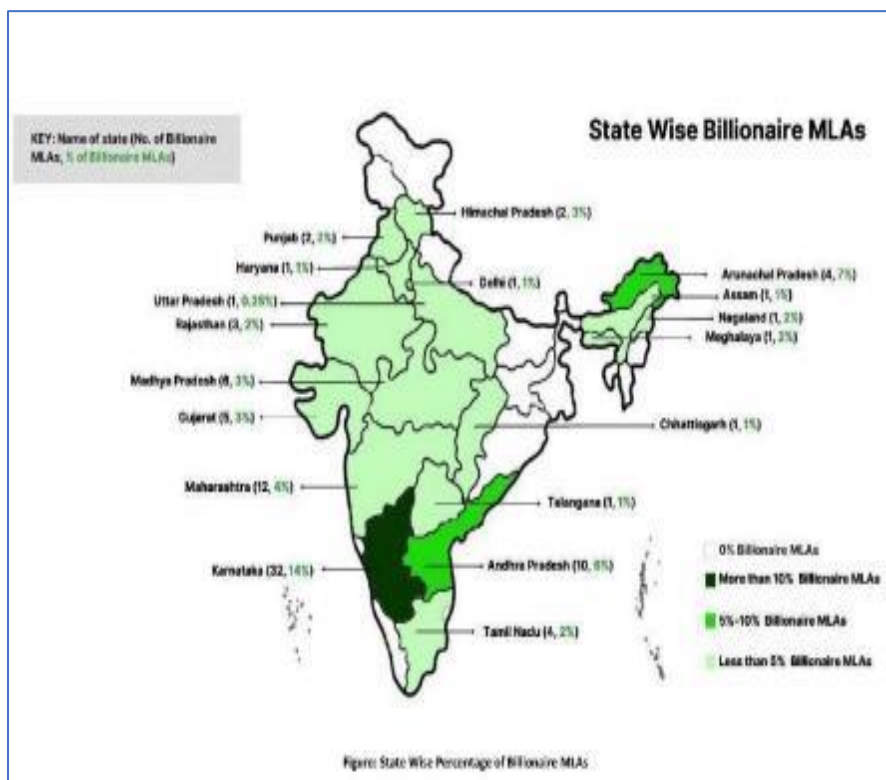 State Wise Billionaire MLAs
KEY: Name of state (No. of Billionaire
MLAs, % of Billionaire MLAs)
Himachal Pradesh (2, 3%)
Punjab (2, 2%)
Haryana (1, 1%)
Delhi (1, 1%)
Arunachal Pradesh (4, 7%)
Assam (1, 1%)
Uttar Pradesh (1, 0.25%)
Nagaland (1, 2%)
Rajasthan (3, 2%)
Meghalaya (1, 2%)
Madhya Pradesh (6, 3%)
Gujarat (5, 3%)
Chhattisgarh (1, 1%)
Maharashtra (12, 4%)
Telangana (1, 1%)
0% Billionaire MLAs
Karnataka (32, 14%)
Andhra Pradesh (10, 6%)
More than 10% Billionaire MLAs
5%-10% Billionaire MLAs
Tamil Nadu (4, 2%)
Less than 5% Billionaire MLAs
Figure: State Wise Percentage of Billionaire MLAs